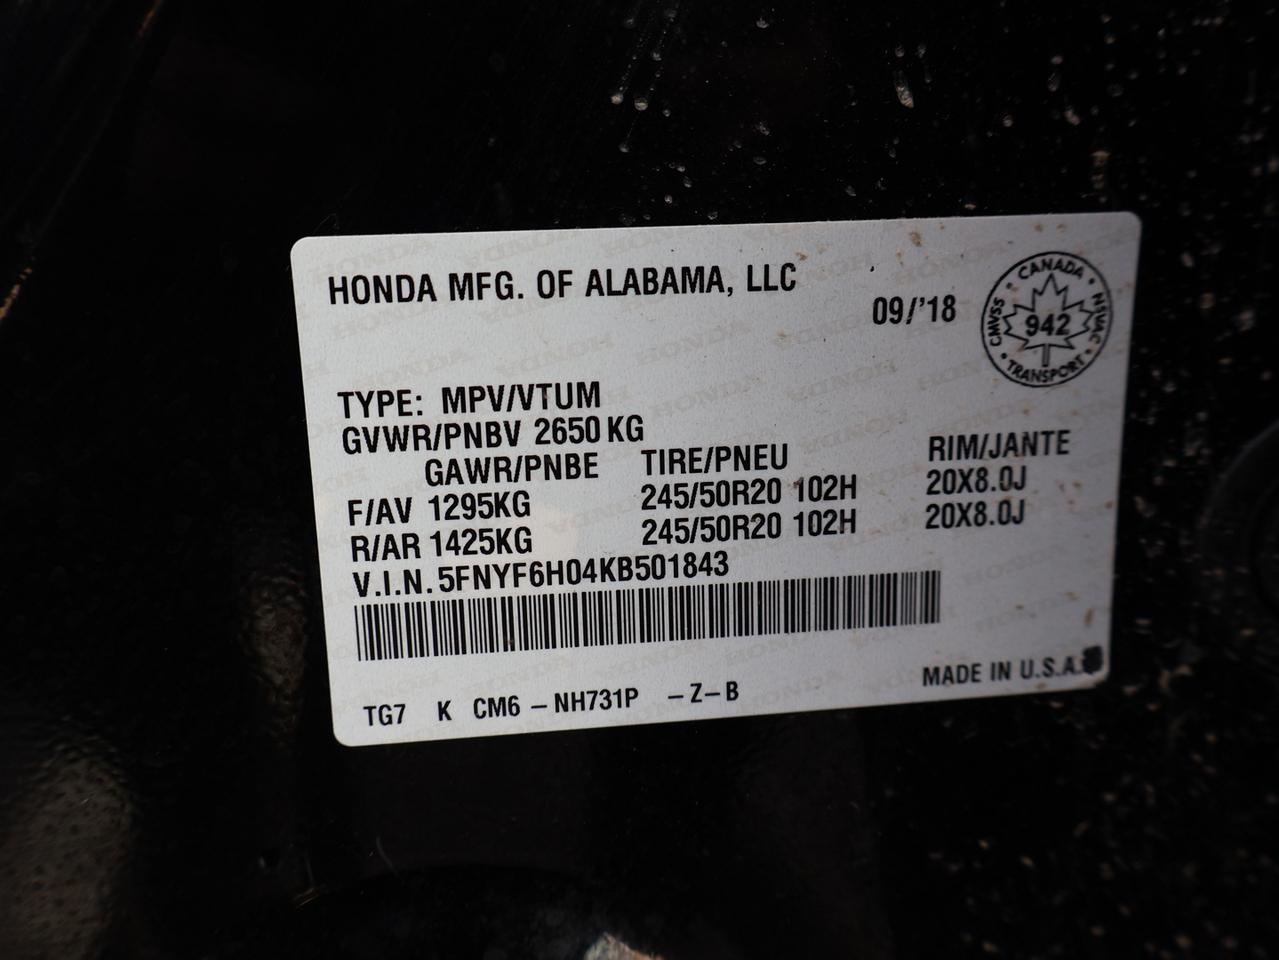 HONDA MFG. OF ALABAMA, LLC
09/'18
CANADA
CMVSS
942
NSVAC
TRANSPORT
TYPE: MPV/VTUM
GVWR/PNBV 2650 KG
GAWR/PNBE TIRE/PNEU RIM/JANTE
F/AV 1295KG 245/50R20 102H 20X8.0J
R/AR 1425KG 245/50R20 102H 20X8.0J
V.I.N. 5FNYF6H04KB501843
TG7 K CM6 – NH731P – Z – B
MADE IN U.S.A.